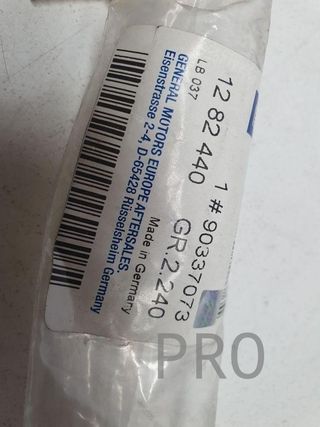 1 # 90337073
12 82 440
GR.2.240
LB 037
Made in Germany
GENERAL MOTORS EUROPE AFTERSALES,
Eisenstrasse 2-4, D-65428 Rüsselsheim Germany
PRO